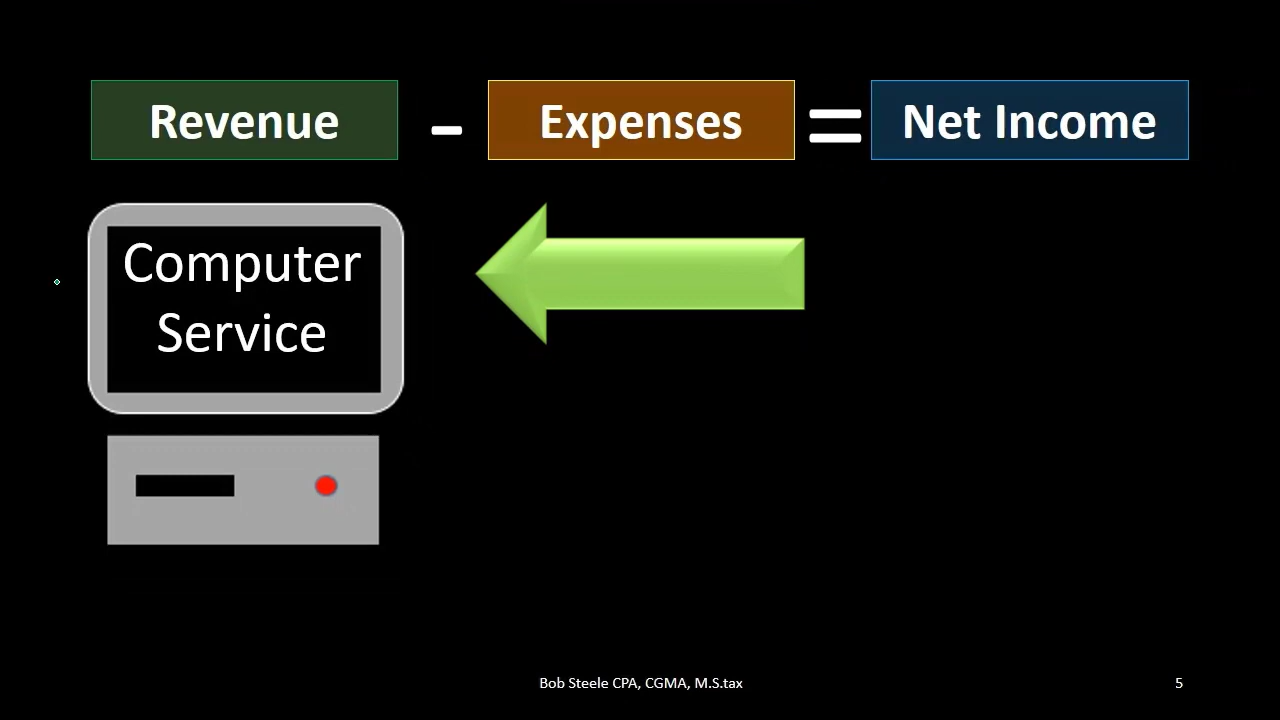 Revenue - Expenses = Net Income
Computer
Service
Bob Steele CPA, CGMA, M.S.tax
5